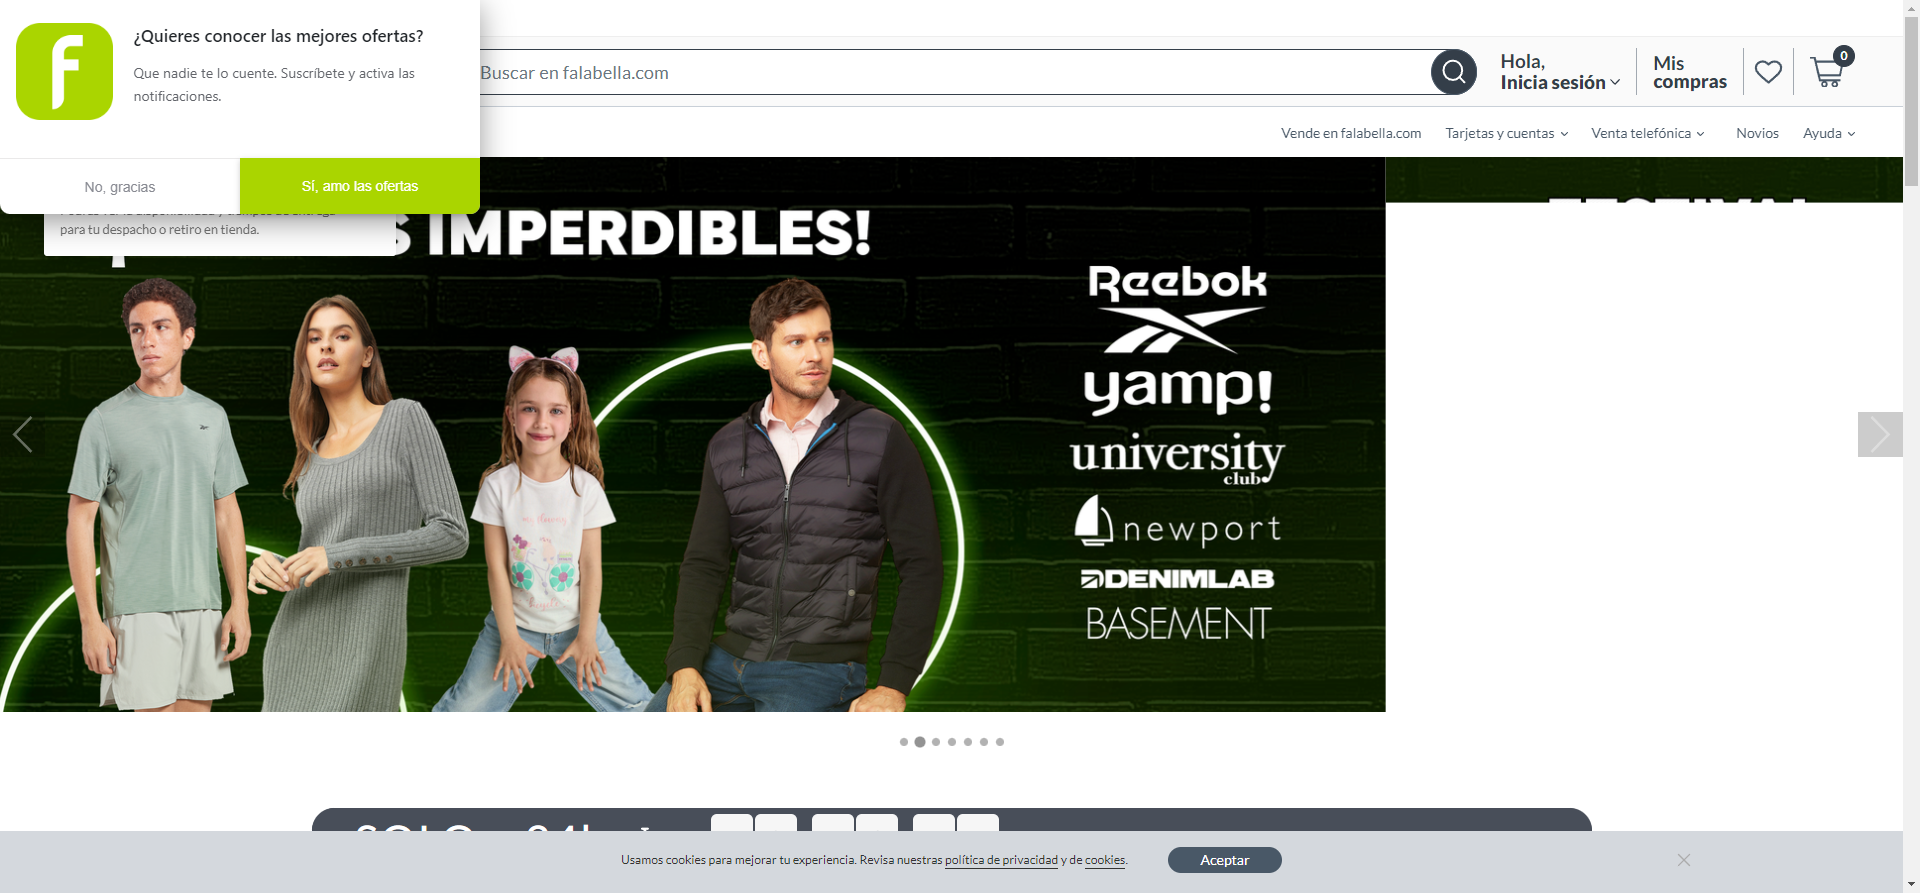 ¿Quieres conocer las mejores ofertas?
Que nadie te lo cuente. Suscríbete y activa las
notificaciones.
No, gracias
Sí, amo las ofertas
Buscar en falabella.com
Hola,
Inicia sesión
Mis
compras
0
Vende en falabella.com
Tarjetas y cuentas
Venta telefónica
Novios
Ayuda
para tu despacho o retiro en tienda.
IMPERDIBLES!
Reebok
yamp!
university
club
newport
DENIMLAB
BASEMENT
Usamos cookies para mejorar tu experiencia. Revisa nuestras política de privacidad y de cookies.
Aceptar